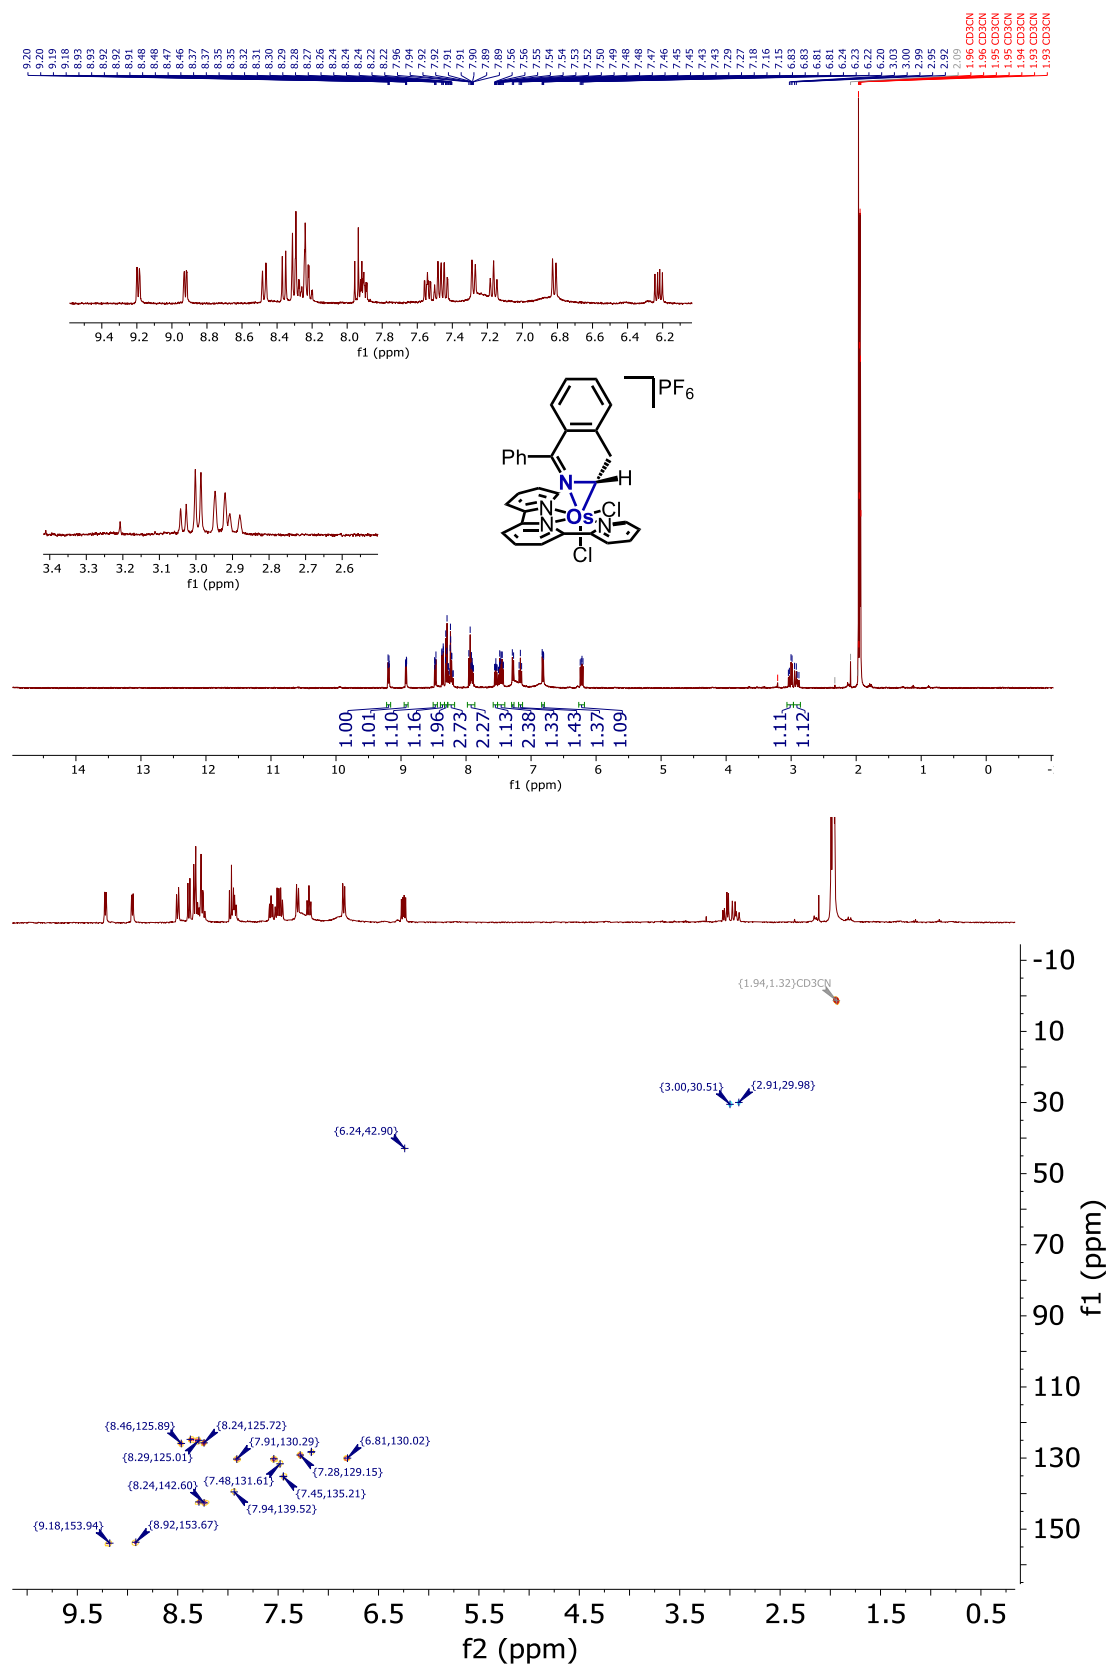 9.20 9.20 9.19 9.18 8.93 8.93 8.92 8.92 8.91 8.48 8.48 8.47 8.46 8.37 8.37 8.35 8.35 8.32 8.31 8.30 8.29 8.28 8.27 8.26 8.24 8.24 8.24 8.22 8.22 7.96 7.94 7.92 7.92 7.91 7.91 7.90 7.89 7.89 7.56 7.56 7.55 7.54 7.54 7.53 7.52 7.50 7.49 7.48 7.48 7.47 7.46 7.45 7.45 7.43 7.43 7.29 7.27 7.18 7.16 7.15 6.83 6.83 6.81 6.81 6.24 6.23 6.22 6.20 3.03 3.00 2.99 2.95 2.92 2.09 1.96 CD3CN 1.96 CD3CN 1.95 CD3CN 1.95 CD3CN 1.94 CD3CN 1.93 CD3CN 1.93 CD3CN
9.4 9.2 9.0 8.8 8.6 8.4 8.2 8.0 7.8 7.6 7.4 7.2 7.0 6.8 6.6 6.4 6.2
f1 (ppm)
PF6
Ph
N
H
N
Os
Cl
N
N
Cl
3.4 3.3 3.2 3.1 3.0 2.9 2.8 2.7 2.6
f1 (ppm)
1.00 1.01 1.10 1.16 1.96 2.73 2.27 1.13 2.38 1.33 1.43 1.37 1.09 1.11 1.12
14 13 12 11 10 9 8 7 6 5 4 3 2 1 0 -
f1 (ppm)
-10
{1.94,1.32}CD3CN
10
{3.00,30.51} {2.91,29.98}
30
{6.24,42.90}
50
70
90
110
{8.46,125.89} {8.24,125.72}
{8.29,125.01} {7.91,130.29} {6.81,130.02}
130
{8.24,142.60} {7.48,131.61} {7.28,129.15}
{7.45,135.21}
{7.94,139.52}
{9.18,153.94} {8.92,153.67}
150
f1 (ppm)
9.5 8.5 7.5 6.5 5.5 4.5 3.5 2.5 1.5 0.5
f2 (ppm)